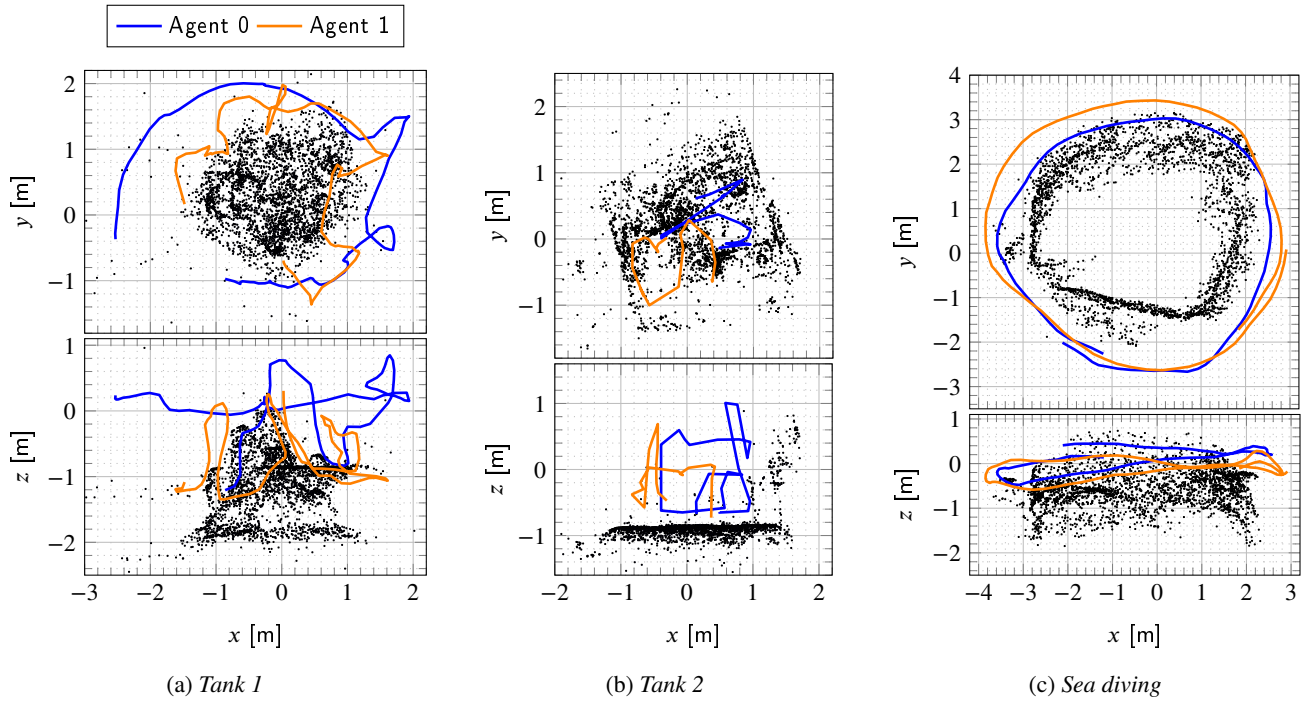 Agent 0 Agent 1
2
1
0
−1
y [m]
1
0
−1
−2
z [m]
−3 −2 −1 0 1 2
x [m]
(a) Tank 1
2
1
0
−1
y [m]
1
0
−1
z [m]
−2 −1 0 1 2
x [m]
(b) Tank 2
4
3
2
1
0
−1
−2
−3
y [m]
1
0
−1
−2
z [m]
−4 −3 −2 −1 0 1 2 3
x [m]
(c) Sea diving